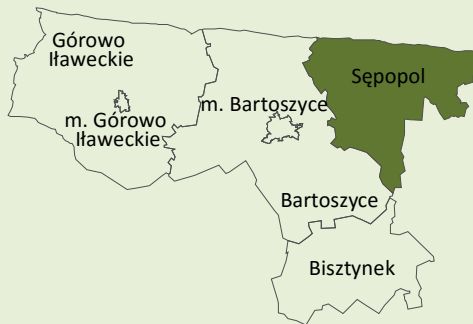 Górowo
Iławeckie
Sępopol
m. Bartoszyce
m. Górowo
Iławeckie
Bartoszyce
Bisztynek